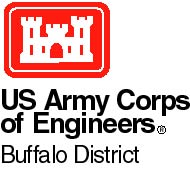 US Army Corps
of Engineers®
Buffalo District